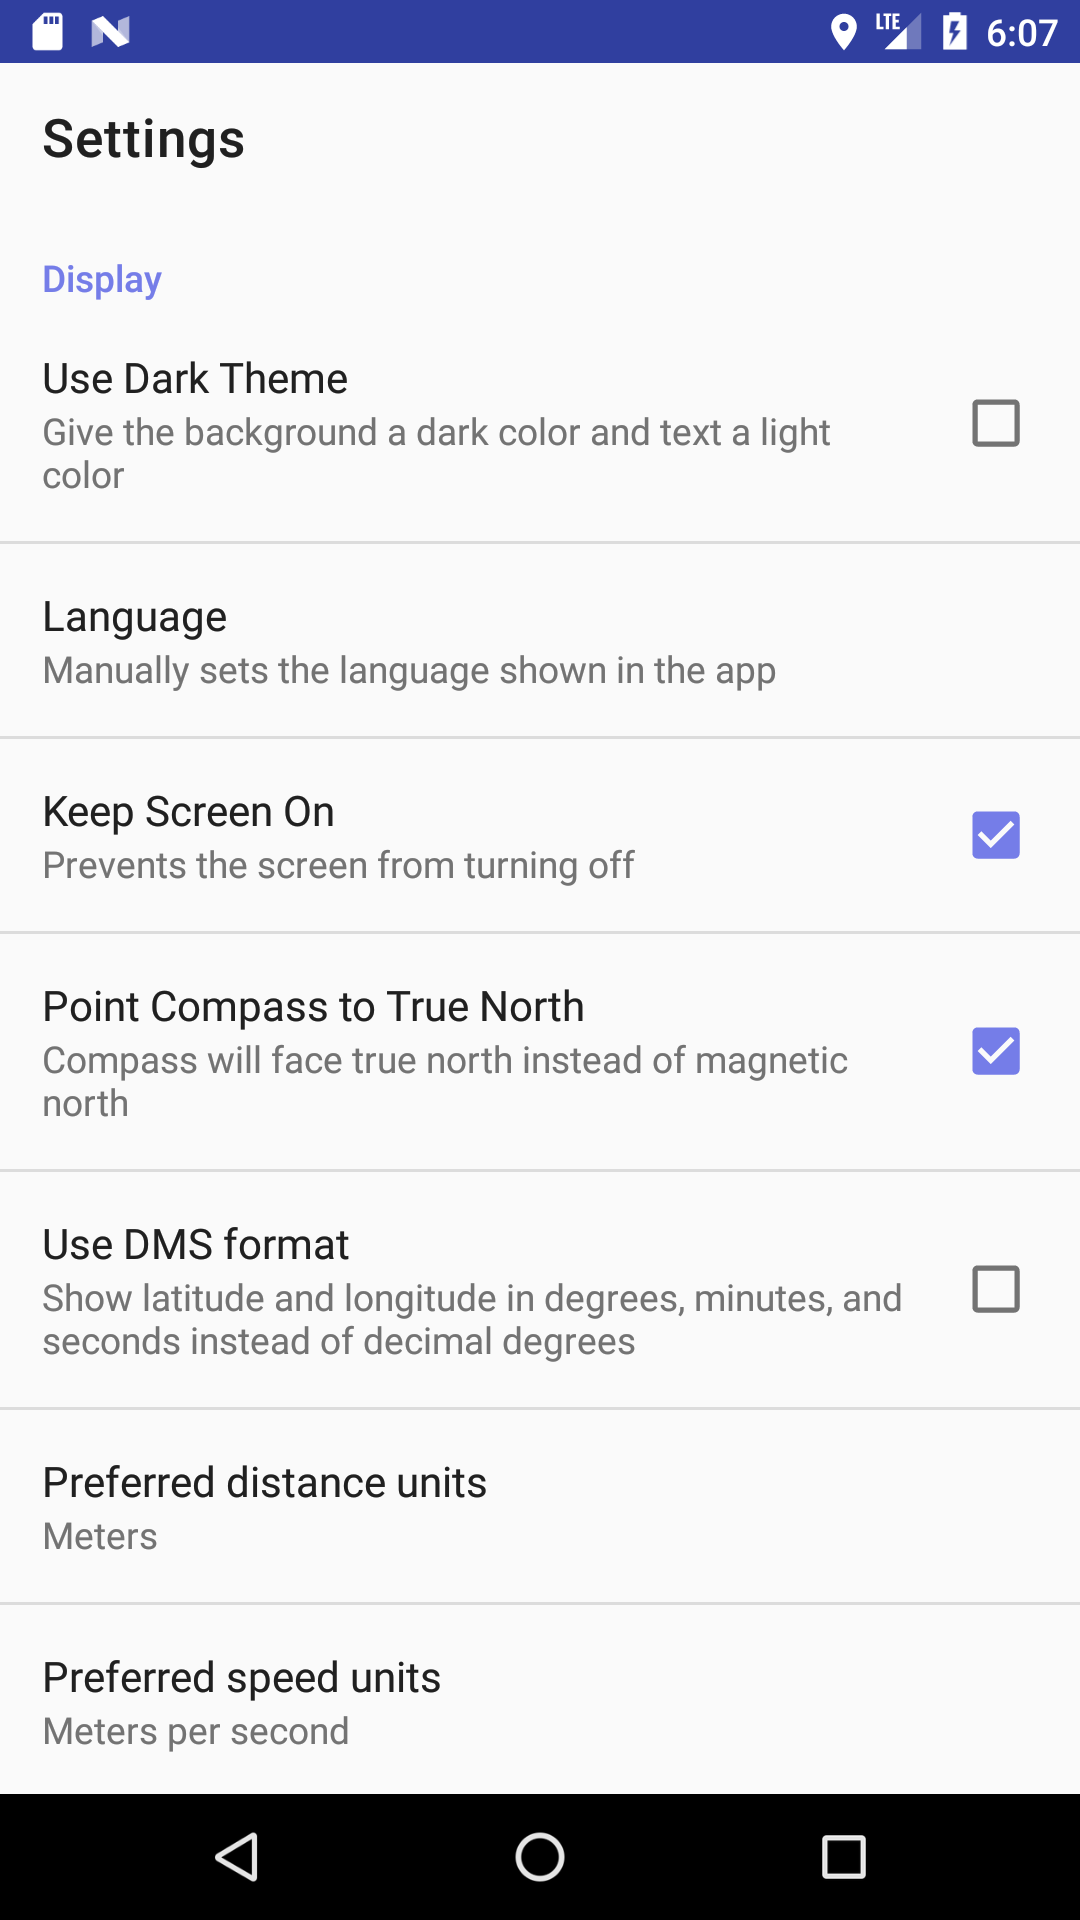 LTE 6:07
Settings
Display
Use Dark Theme
Give the background a dark color and text a light
color
Language
Manually sets the language shown in the app
Keep Screen On
Prevents the screen from turning off
Point Compass to True North
Compass will face true north instead of magnetic
north
Use DMS format
Show latitude and longitude in degrees, minutes, and
seconds instead of decimal degrees
Preferred distance units
Meters
Preferred speed units
Meters per second